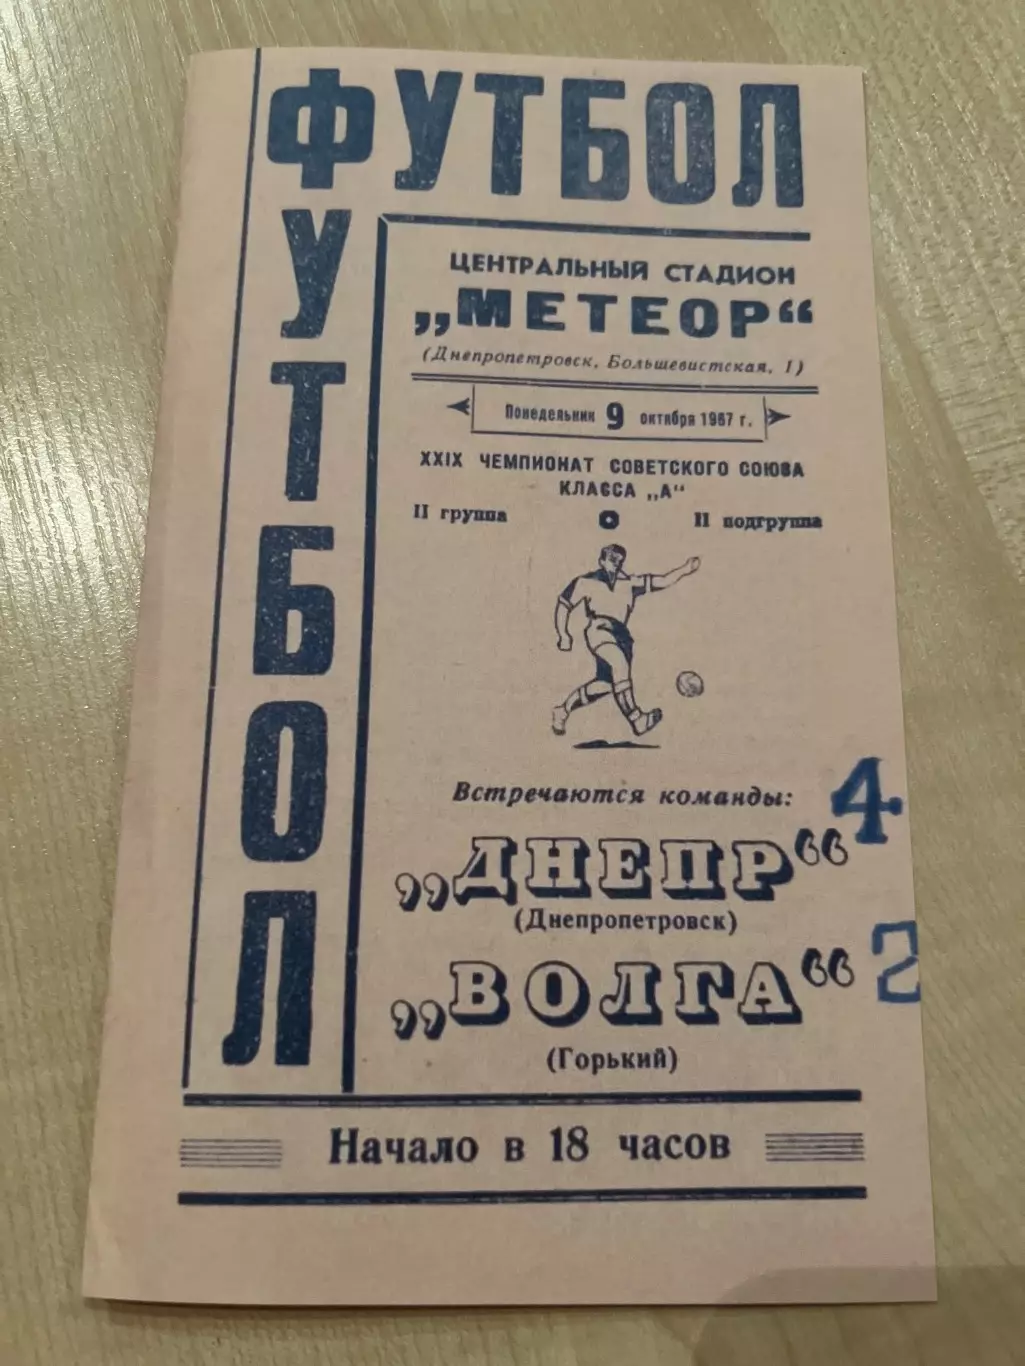 ФУТБОЛ
ФУТБОЛ
ЦЕНТРАЛЬНЫЙ СТАДИОН
„МЕТЕОР“
(Днепропетровск, Большевистская, 1)
Понедельник 9 октября 1967 г.
XXIX ЧЕМПИОНАТ СОВЕТСКОГО СОЮЗА
КЛАССА „А“
II группа II подгруппа
Встречаются команды:
„ДНЕПР“ 4
(Днепропетровск)
„ВОЛГА“ 2
(Горький)
Начало в 18 часов